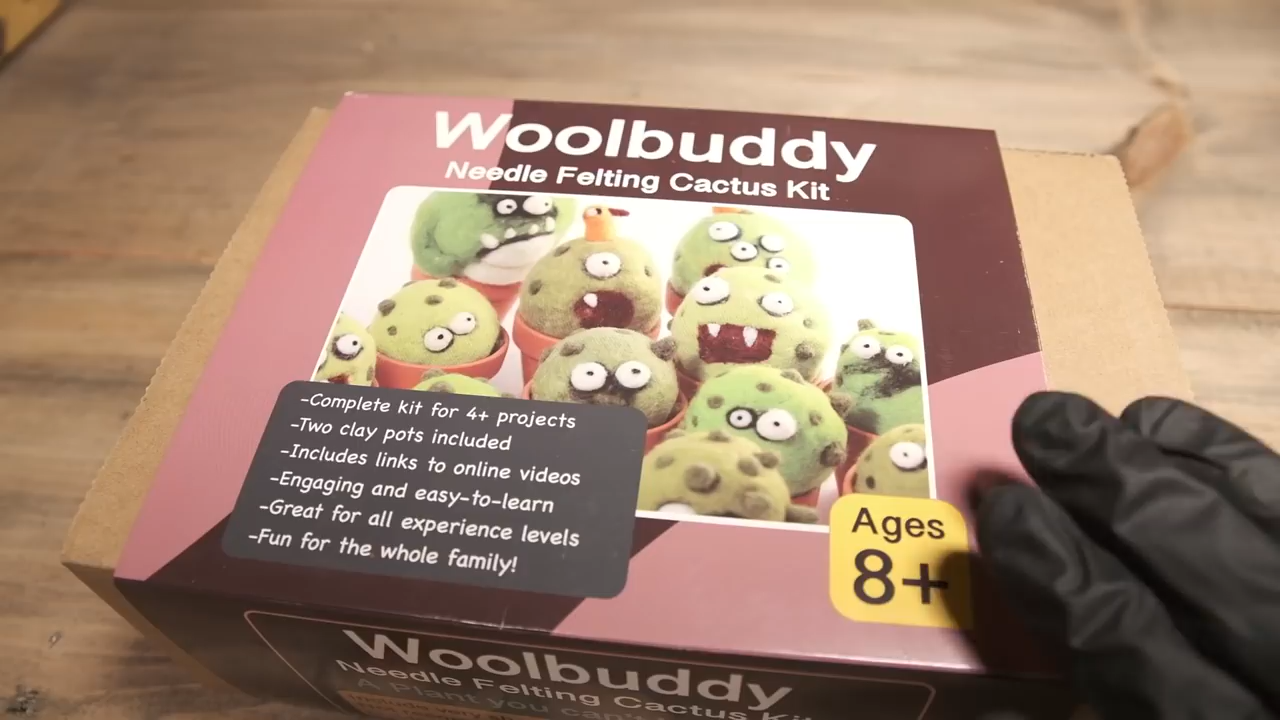 Woolbuddy
Needle Felting Cactus Kit
-Complete kit for 4+ projects
-Two clay pots included
-Includes links to online videos
-Engaging and easy-to-learn
-Great for all experience levels
-Fun for the whole family!
Ages
8+
Woolbuddy
Needle Felting Cactus Kit
A Plant you can't